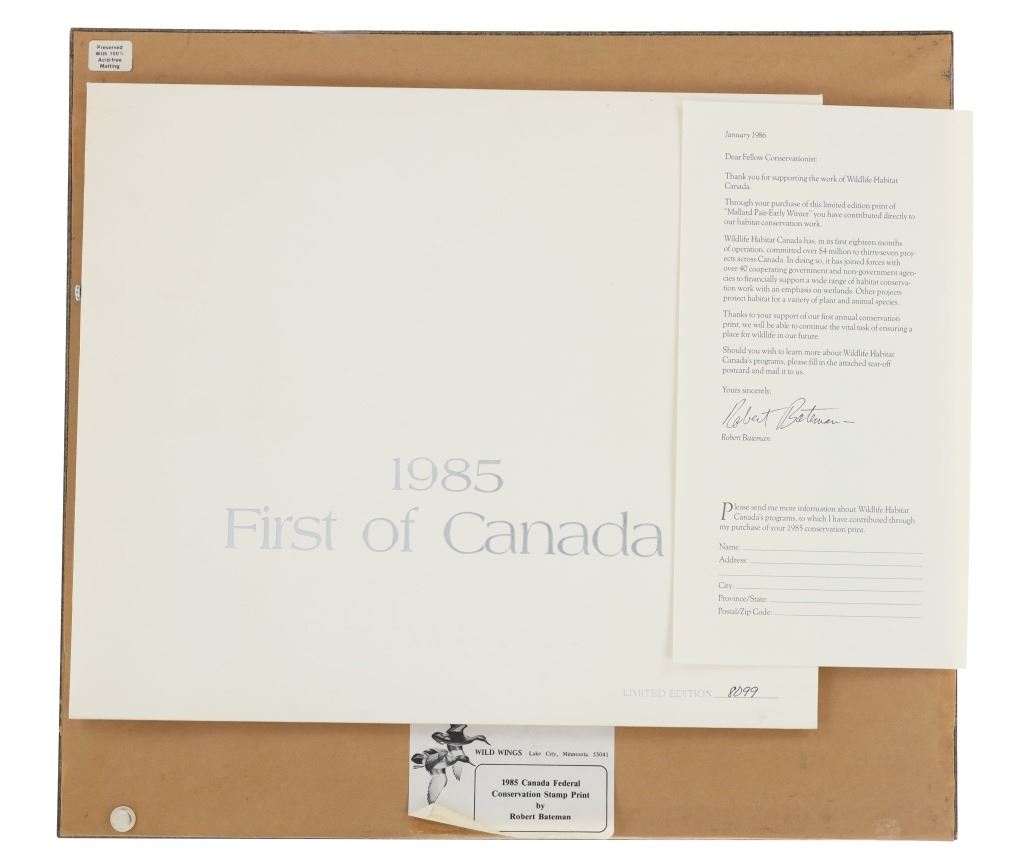 Preserved
With 100%
Acid-free
Matting
1985
First of Canada
LIMITED EDITION 8099
January 1986
Dear Fellow Conservationist:
Thank you for supporting the work of Wildlife Habitat
Canada.
Through your purchase of this limited edition print of
"Mallard Pair-Early Winter" you have contributed directly to
our habitat conservation work.
Wildlife Habitat Canada has, in its first eighteen months
of operation, committed over $4 million to thirty-seven proj-
ects across Canada. In doing so, it has joined forces with
over 40 cooperating government and non-government agen-
cies to financially support a wide range of habitat conserva-
tion work with an emphasis on wetlands. Other projects
protect habitat for a variety of plant and animal species.
Thanks to your support of our first annual conservation
print, we will be able to continue the vital task of ensuring a
place for wildlife in our future.
Should you wish to learn more about Wildlife Habitat
Canada's programs, please fill in the attached tear-off
postcard and mail it to us.
Yours sincerely,
Robert Bateman
Robert Bateman
Please send me more information about Wildlife Habitat
Canada's programs, to which I have contributed through
my purchase of your 1985 conservation print.
Name:
Address:
City:
Province/State:
Postal/Zip Code:
WILD WINGS Lake City, Minnesota 55041
1985 Canada Federal
Conservation Stamp Print
by
Robert Bateman